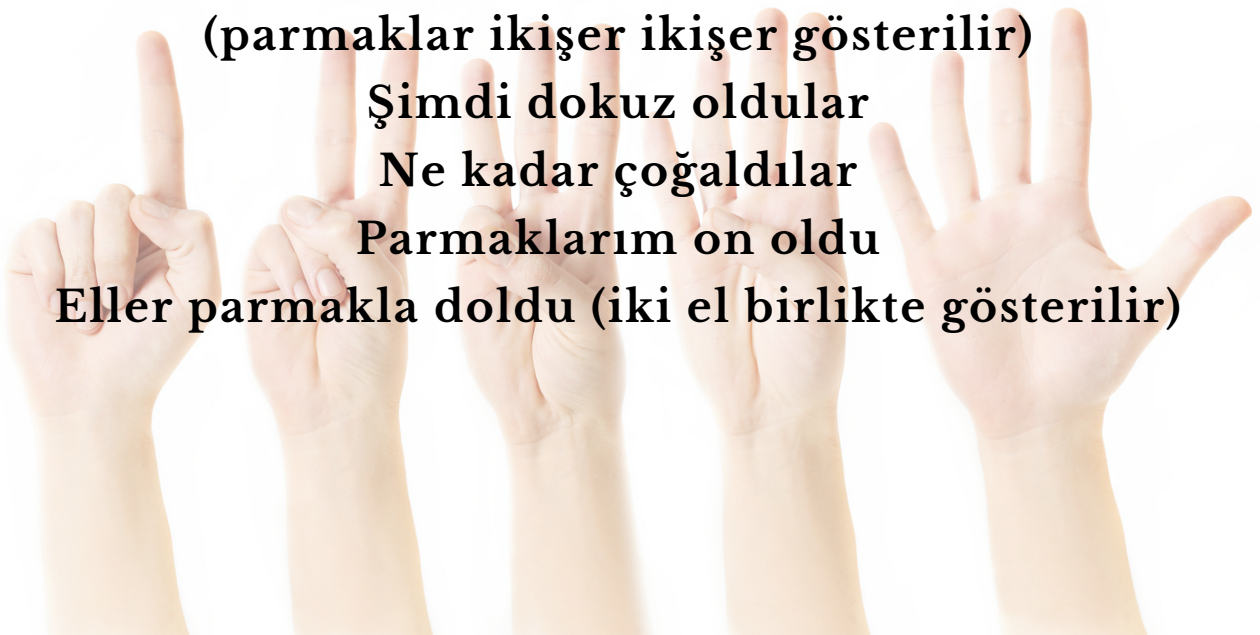 (parmaklar ikişer ikişer gösterilir)
Şimdi dokuz oldular
Ne kadar çoğaldılar
Parmaklarım on oldu
Eller parmakla doldu (iki el birlikte gösterilir)